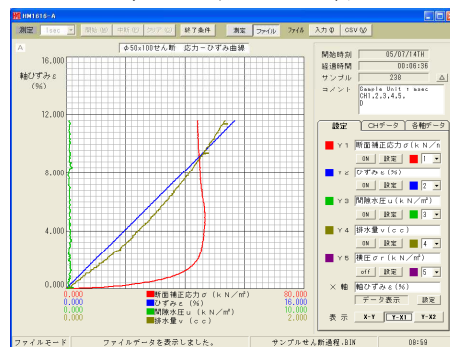 HM1616-A
測定 1sec 開始(M) 中断(E) クリア(G) 終了条件 測定 ファイル ファイル 入力(I) CSV(V)
A φ50x100せん断 応力ーひずみ曲線
開始時刻 05/07/14TH
経過時間 00:06:36
サンプル 238
コメント Sample Unit : msec
CH1.2.3.4.5.
D
軸ひずみε
(%)
16.000
12.000
8.000
4.000
0.000
設定 CHデータ 各軸データ
Y1 断面補正応力σ(kN/m
ON 設定 1
ひずみε(%)
ON 設定 2
Y3 間隙水圧u(kN/m²)
ON 設定 3
Y4 排水量v(cc)
ON 設定 4
Y5 横圧σr(kN/m²)
off 設定 5
X 軸 軸ひずみε(%)
データ表示 設定
表示 X-Y Y-X1 Y-X2
0.000 断面補正応力σ (kN/m²) 80.000
0.000 ひずみε (%) 16.000
0.000 間隙水圧u (kN/m²) 10.000
0.000 排水量v (cc) 2.000
ファイルモード ファイルデータを表示しました。 サンプルせん断過程.BIN 08:59